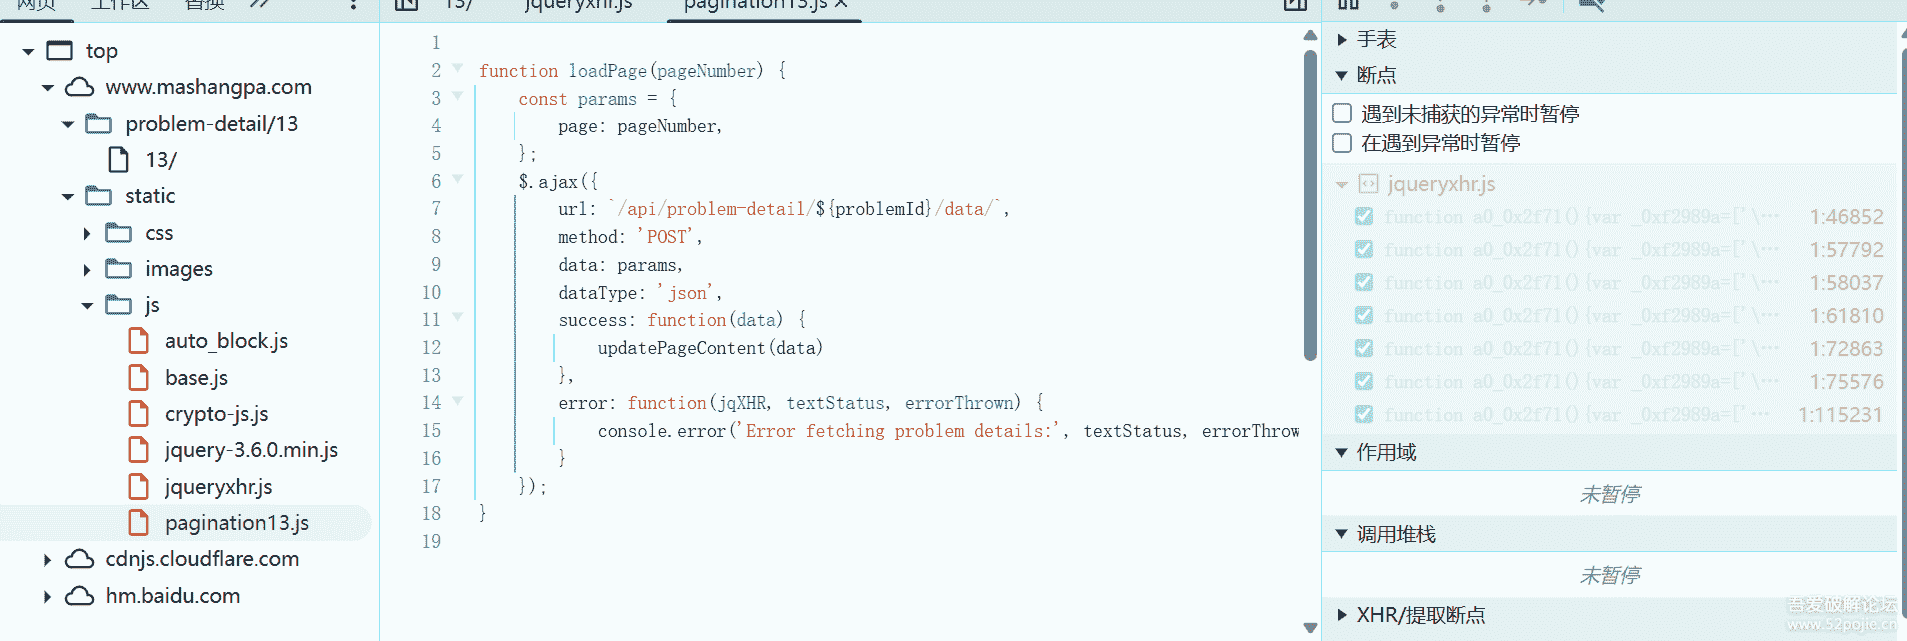 网页 工作区 替换 >>
13/ jqueryxhr.js pagination13.js ×
top
www.mashangpa.com
problem-detail/13
13/
static
css
images
js
auto_block.js
base.js
crypto-js.js
jquery-3.6.0.min.js
jqueryxhr.js
pagination13.js
cdnjs.cloudflare.com
hm.baidu.com
1
2 function loadPage(pageNumber) {
3 const params = {
4 page: pageNumber,
5 };
6 $.ajax({
7 url: `/api/problem-detail/${problemId}/data/`,
8 method: 'POST',
9 data: params,
10 dataType: 'json',
11 success: function(data) {
12 updatePageContent(data)
13 },
14 error: function(jqXHR, textStatus, errorThrown) {
15 console.error('Error fetching problem details:', textStatus, errorThrow
16 }
17 });
18 }
19
手表
断点
遇到未捕获的异常时暂停
在遇到异常时暂停
jqueryxhr.js
function a0_0x2f71(){var _0xf2989a=['\··· 1:46852
function a0_0x2f71(){var _0xf2989a=['\··· 1:57792
function a0_0x2f71(){var _0xf2989a=['\··· 1:58037
function a0_0x2f71(){var _0xf2989a=['\··· 1:61810
function a0_0x2f71(){var _0xf2989a=['\··· 1:72863
function a0_0x2f71(){var _0xf2989a=['\··· 1:75576
function a0_0x2f71(){var _0xf2989a=['··· 1:115231
作用域
未暂停
调用堆栈
未暂停
XHR/提取断点
吾爱破解论坛
www.52pojie.cn